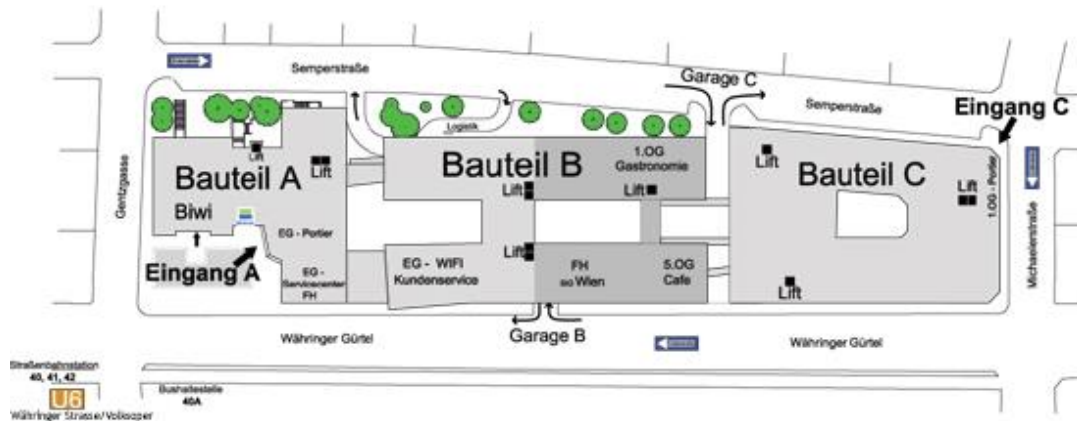 Semperstraße
Garage C
Semperstraße
Eingang C
Logistik
Gentzgasse
Lift
Bauteil A
Lift
Bauteil B
1.OG
Gastronomie
Lift
Lift
Lift
Bauteil C
Lift
1.OG - Portier
Michaelerstraße
Biwi
EG - Portier
Eingang A
EG -
Servicecenter
FH
Lift
EG - WIFI
Kundenservice
FH
Wien
5.OG
Cafe
Lift
Währinger Gürtel
Garage B
Währinger Gürtel
Straßenbahnstation
40, 41, 42
U6
Währinger Strasse/Volksoper
Bushaltestelle
40A